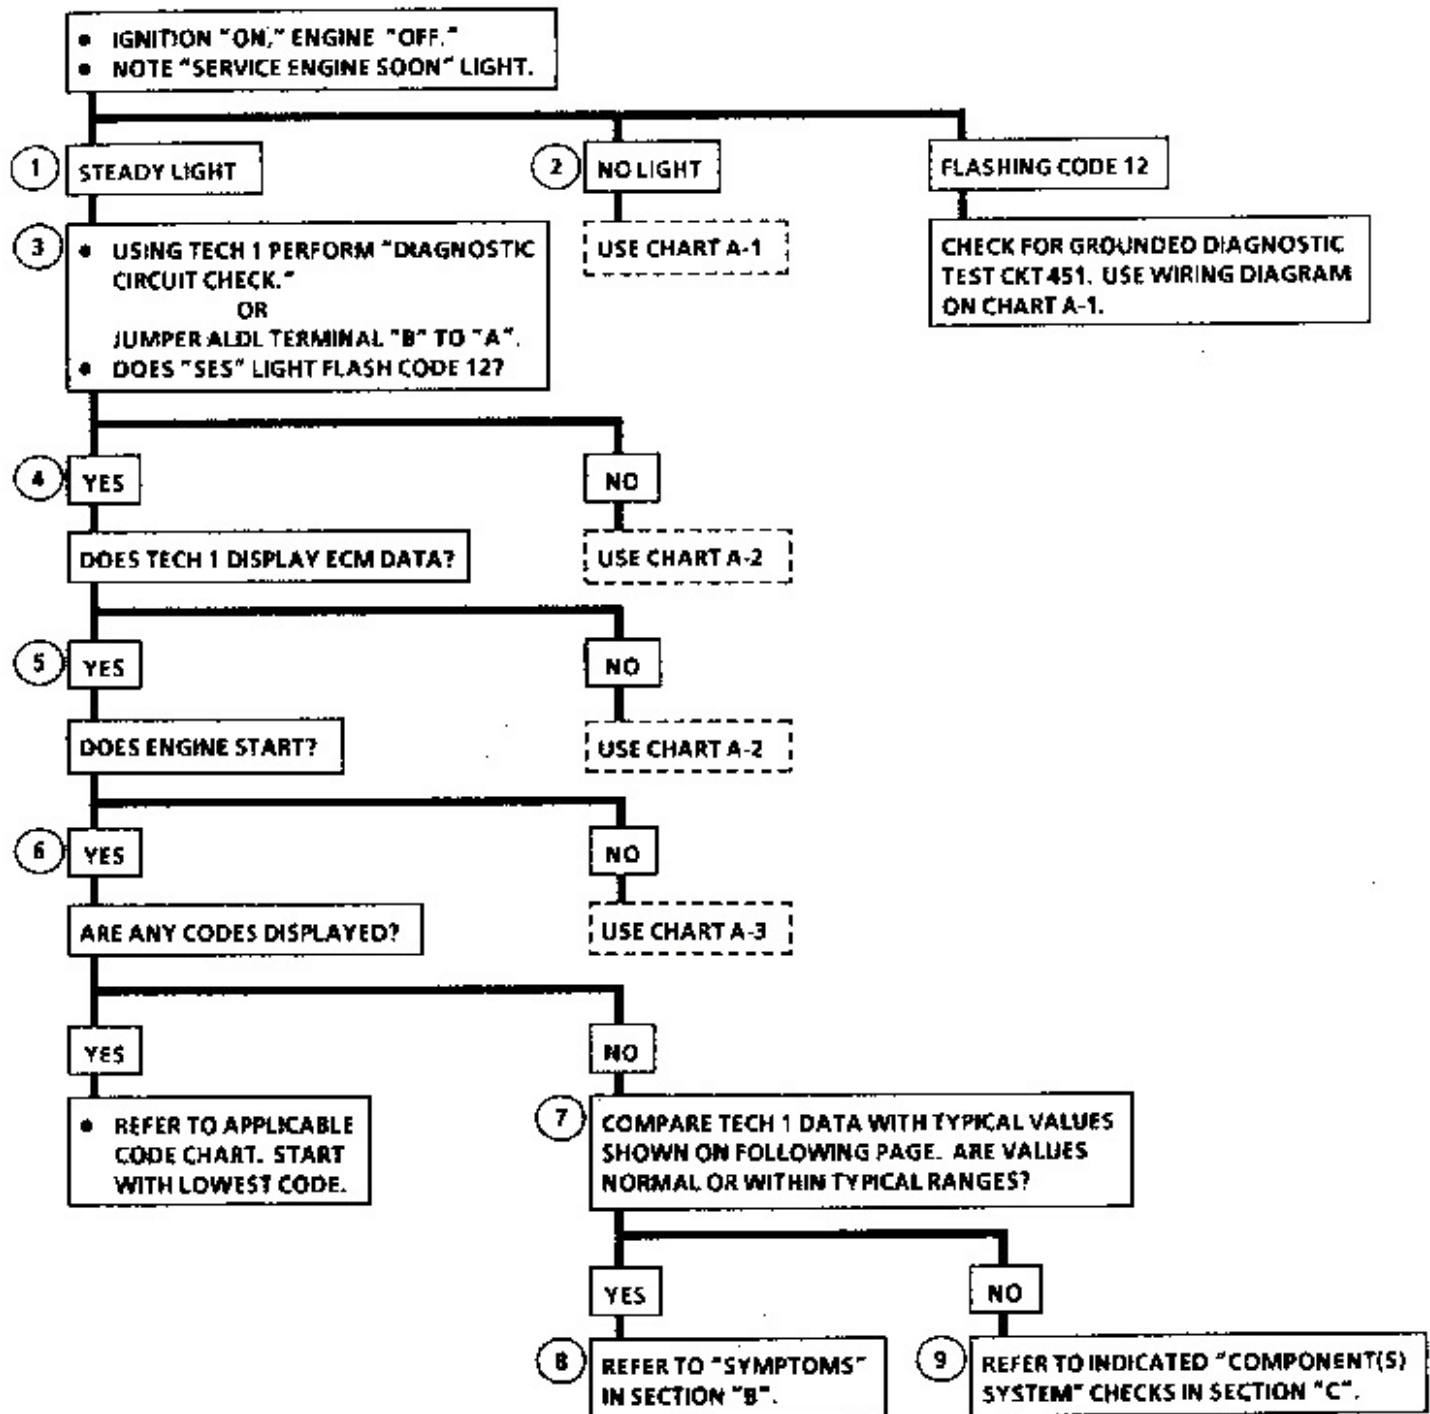 • IGNITION "ON," ENGINE "OFF."
• NOTE "SERVICE ENGINE SOON" LIGHT.
1 STEADY LIGHT
2 NO LIGHT
FLASHING CODE 12
3 • USING TECH 1 PERFORM "DIAGNOSTIC
CIRCUIT CHECK."
OR
JUMPER ALDL TERMINAL "B" TO "A".
• DOES "SES" LIGHT FLASH CODE 12?
USE CHART A-1
CHECK FOR GROUNDED DIAGNOSTIC
TEST CKT 451. USE WIRING DIAGRAM
ON CHART A-1.
4 YES
NO
DOES TECH 1 DISPLAY ECM DATA?
USE CHART A-2
5 YES
NO
DOES ENGINE START?
USE CHART A-2
6 YES
NO
ARE ANY CODES DISPLAYED?
USE CHART A-3
YES
NO
• REFER TO APPLICABLE
CODE CHART. START
WITH LOWEST CODE.
7 COMPARE TECH 1 DATA WITH TYPICAL VALUES
SHOWN ON FOLLOWING PAGE. ARE VALUES
NORMAL OR WITHIN TYPICAL RANGES?
YES
NO
8 REFER TO "SYMPTOMS"
IN SECTION "B".
9 REFER TO INDICATED "COMPONENT(S)
SYSTEM" CHECKS IN SECTION "C".